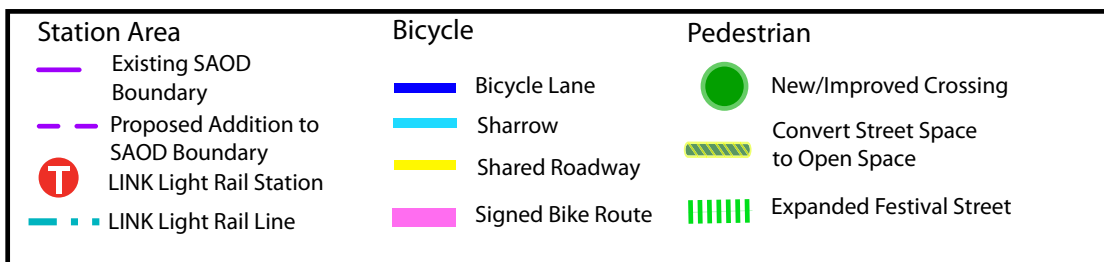 Station Area
Existing SAOD
Boundary
Proposed Addition to
SAOD Boundary
T
LINK Light Rail Station
LINK Light Rail Line
Bicycle
Bicycle Lane
Sharrow
Shared Roadway
Signed Bike Route
Pedestrian
New/Improved Crossing
Convert Street Space
to Open Space
Expanded Festival Street